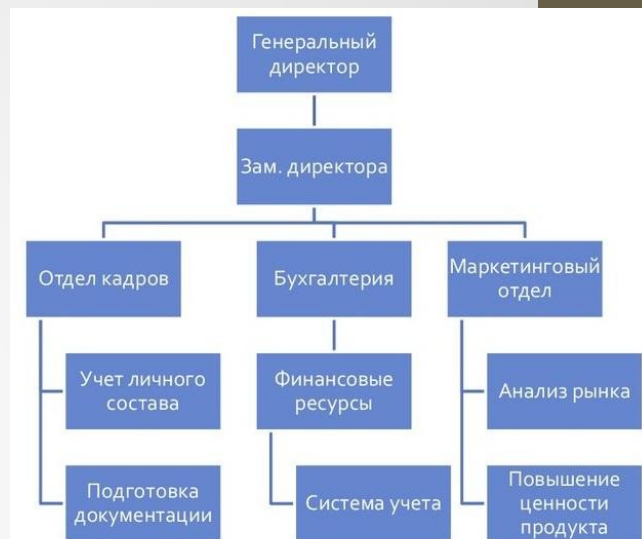 Генеральный
директор
Зам. директора
Отдел кадров
Бухгалтерия
Маркетинговый
отдел
Учет личного
состава
Финансовые
ресурсы
Анализ рынка
Подготовка
документации
Система учета
Повышение
ценности
продукта